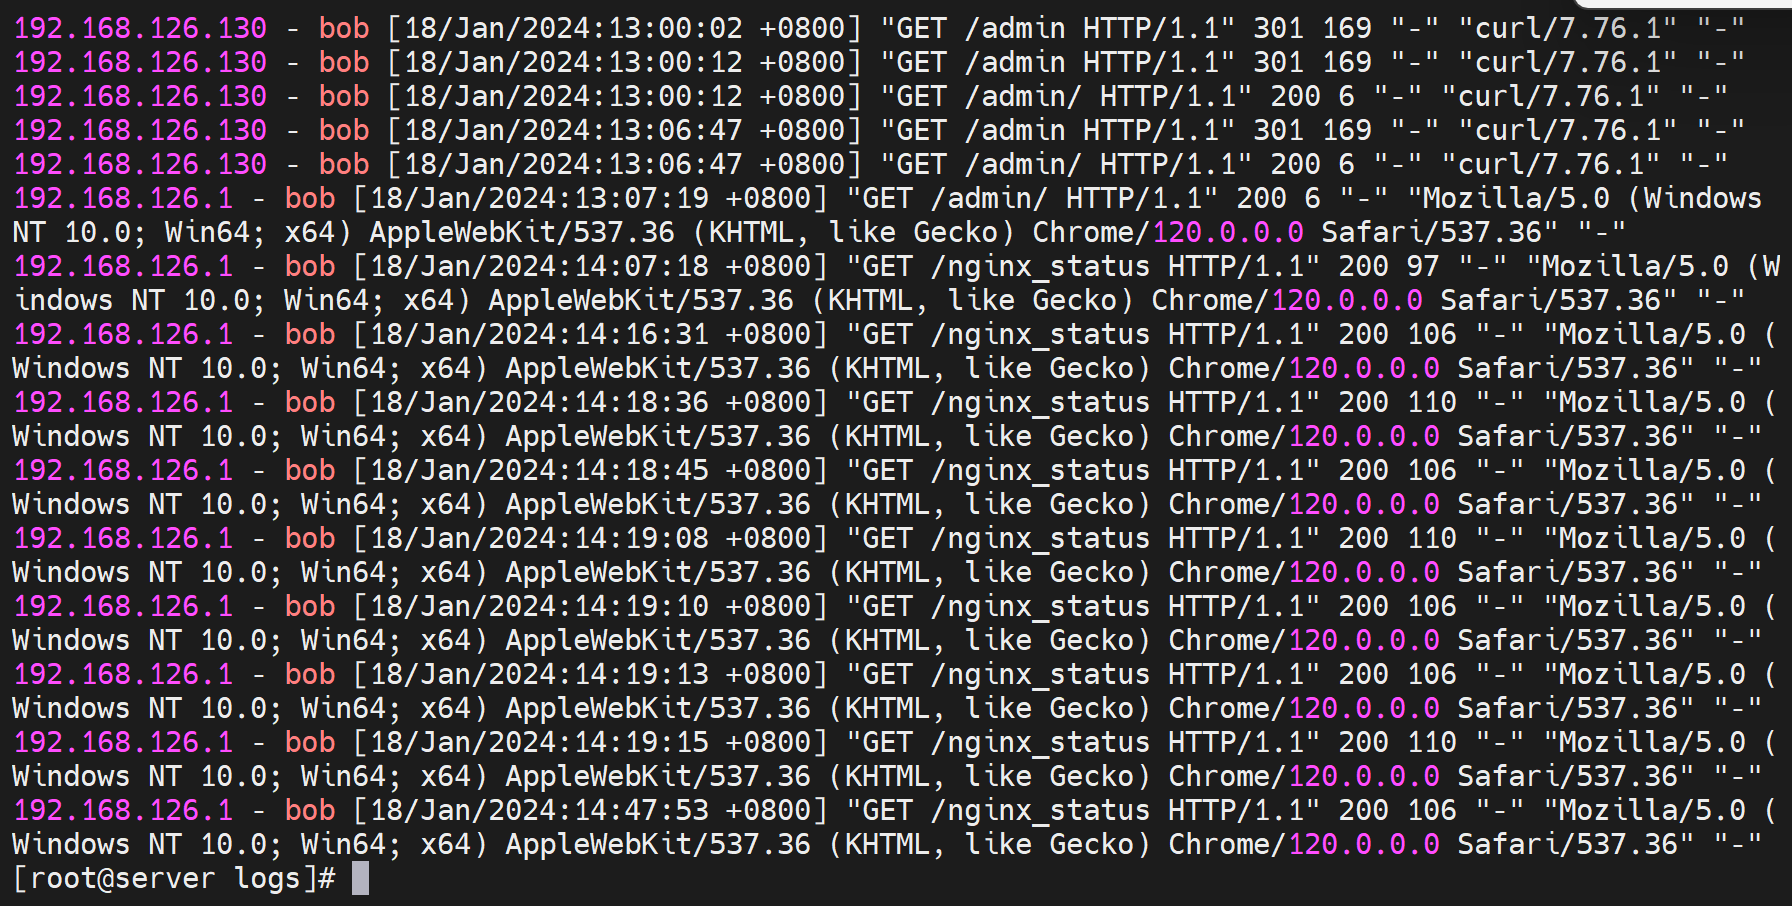 192.168.126.130 - bob [18/Jan/2024:13:00:02 +0800] "GET /admin HTTP/1.1" 301 169 "-" "curl/7.76.1" "-"
192.168.126.130 - bob [18/Jan/2024:13:00:12 +0800] "GET /admin HTTP/1.1" 301 169 "-" "curl/7.76.1" "-"
192.168.126.130 - bob [18/Jan/2024:13:00:12 +0800] "GET /admin/ HTTP/1.1" 200 6 "-" "curl/7.76.1" "-"
192.168.126.130 - bob [18/Jan/2024:13:06:47 +0800] "GET /admin HTTP/1.1" 301 169 "-" "curl/7.76.1" "-"
192.168.126.130 - bob [18/Jan/2024:13:06:47 +0800] "GET /admin/ HTTP/1.1" 200 6 "-" "curl/7.76.1" "-"
192.168.126.1 - bob [18/Jan/2024:13:07:19 +0800] "GET /admin/ HTTP/1.1" 200 6 "-" "Mozilla/5.0 (Windows
NT 10.0; Win64; x64) AppleWebKit/537.36 (KHTML, like Gecko) Chrome/120.0.0.0 Safari/537.36" "-"
192.168.126.1 - bob [18/Jan/2024:14:07:18 +0800] "GET /nginx_status HTTP/1.1" 200 97 "-" "Mozilla/5.0 (W
indows NT 10.0; Win64; x64) AppleWebKit/537.36 (KHTML, like Gecko) Chrome/120.0.0.0 Safari/537.36" "-"
192.168.126.1 - bob [18/Jan/2024:14:16:31 +0800] "GET /nginx_status HTTP/1.1" 200 106 "-" "Mozilla/5.0 (
Windows NT 10.0; Win64; x64) AppleWebKit/537.36 (KHTML, like Gecko) Chrome/120.0.0.0 Safari/537.36" "-"
192.168.126.1 - bob [18/Jan/2024:14:18:36 +0800] "GET /nginx_status HTTP/1.1" 200 110 "-" "Mozilla/5.0 (
Windows NT 10.0; Win64; x64) AppleWebKit/537.36 (KHTML, like Gecko) Chrome/120.0.0.0 Safari/537.36" "-"
192.168.126.1 - bob [18/Jan/2024:14:18:45 +0800] "GET /nginx_status HTTP/1.1" 200 106 "-" "Mozilla/5.0 (
Windows NT 10.0; Win64; x64) AppleWebKit/537.36 (KHTML, like Gecko) Chrome/120.0.0.0 Safari/537.36" "-"
192.168.126.1 - bob [18/Jan/2024:14:19:08 +0800] "GET /nginx_status HTTP/1.1" 200 110 "-" "Mozilla/5.0 (
Windows NT 10.0; Win64; x64) AppleWebKit/537.36 (KHTML, like Gecko) Chrome/120.0.0.0 Safari/537.36" "-"
192.168.126.1 - bob [18/Jan/2024:14:19:10 +0800] "GET /nginx_status HTTP/1.1" 200 106 "-" "Mozilla/5.0 (
Windows NT 10.0; Win64; x64) AppleWebKit/537.36 (KHTML, like Gecko) Chrome/120.0.0.0 Safari/537.36" "-"
192.168.126.1 - bob [18/Jan/2024:14:19:13 +0800] "GET /nginx_status HTTP/1.1" 200 106 "-" "Mozilla/5.0 (
Windows NT 10.0; Win64; x64) AppleWebKit/537.36 (KHTML, like Gecko) Chrome/120.0.0.0 Safari/537.36" "-"
192.168.126.1 - bob [18/Jan/2024:14:19:15 +0800] "GET /nginx_status HTTP/1.1" 200 110 "-" "Mozilla/5.0 (
Windows NT 10.0; Win64; x64) AppleWebKit/537.36 (KHTML, like Gecko) Chrome/120.0.0.0 Safari/537.36" "-"
192.168.126.1 - bob [18/Jan/2024:14:47:53 +0800] "GET /nginx_status HTTP/1.1" 200 106 "-" "Mozilla/5.0 (
Windows NT 10.0; Win64; x64) AppleWebKit/537.36 (KHTML, like Gecko) Chrome/120.0.0.0 Safari/537.36" "-"
[root@server logs]#